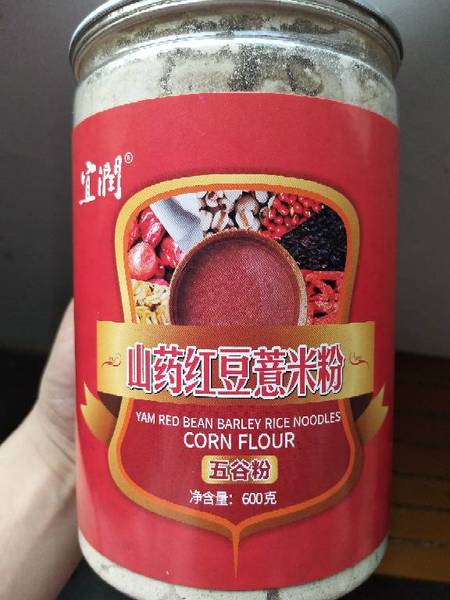 宜潤®
山药红豆薏米粉
YAM RED BEAN BARLEY RICE NOODLES
CORN FLOUR
五谷粉
净含量：600克